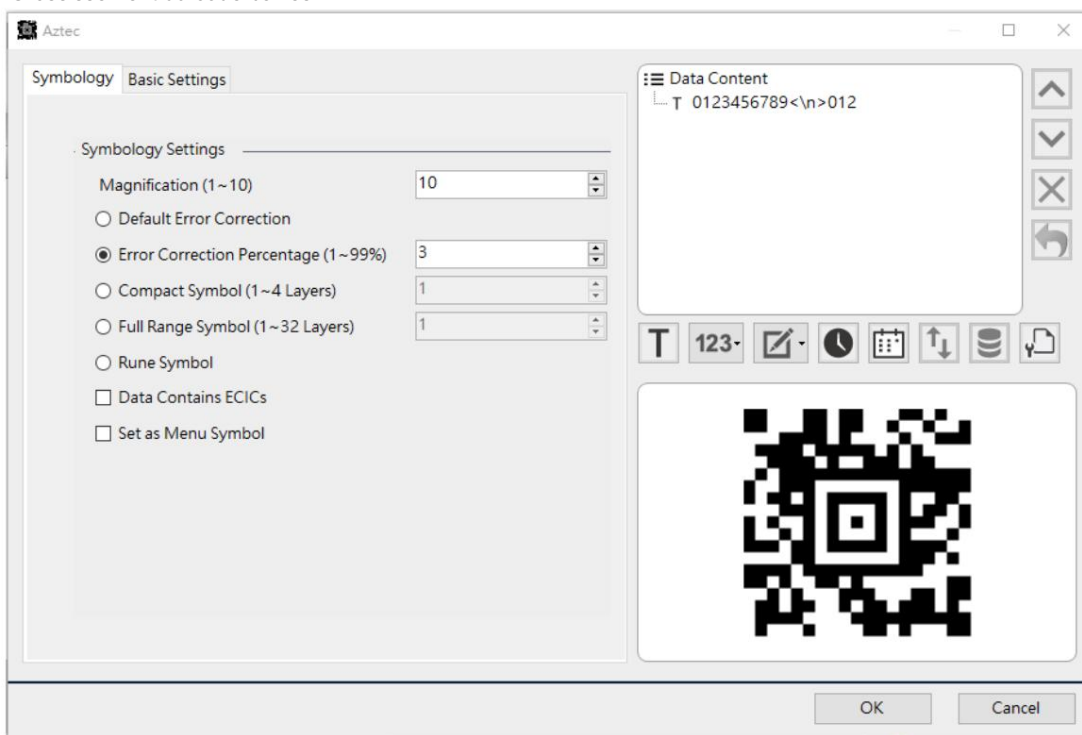 Aztec
Symbology
Basic Settings
Symbology Settings
Magnification (1~10)
10
Default Error Correction
Error Correction Percentage (1~99%)
3
Compact Symbol (1~4 Layers)
1
Full Range Symbol (1~32 Layers)
1
Rune Symbol
Data Contains ECICs
Set as Menu Symbol
Data Content
T 0123456789<\n>012
T
123
OK
Cancel